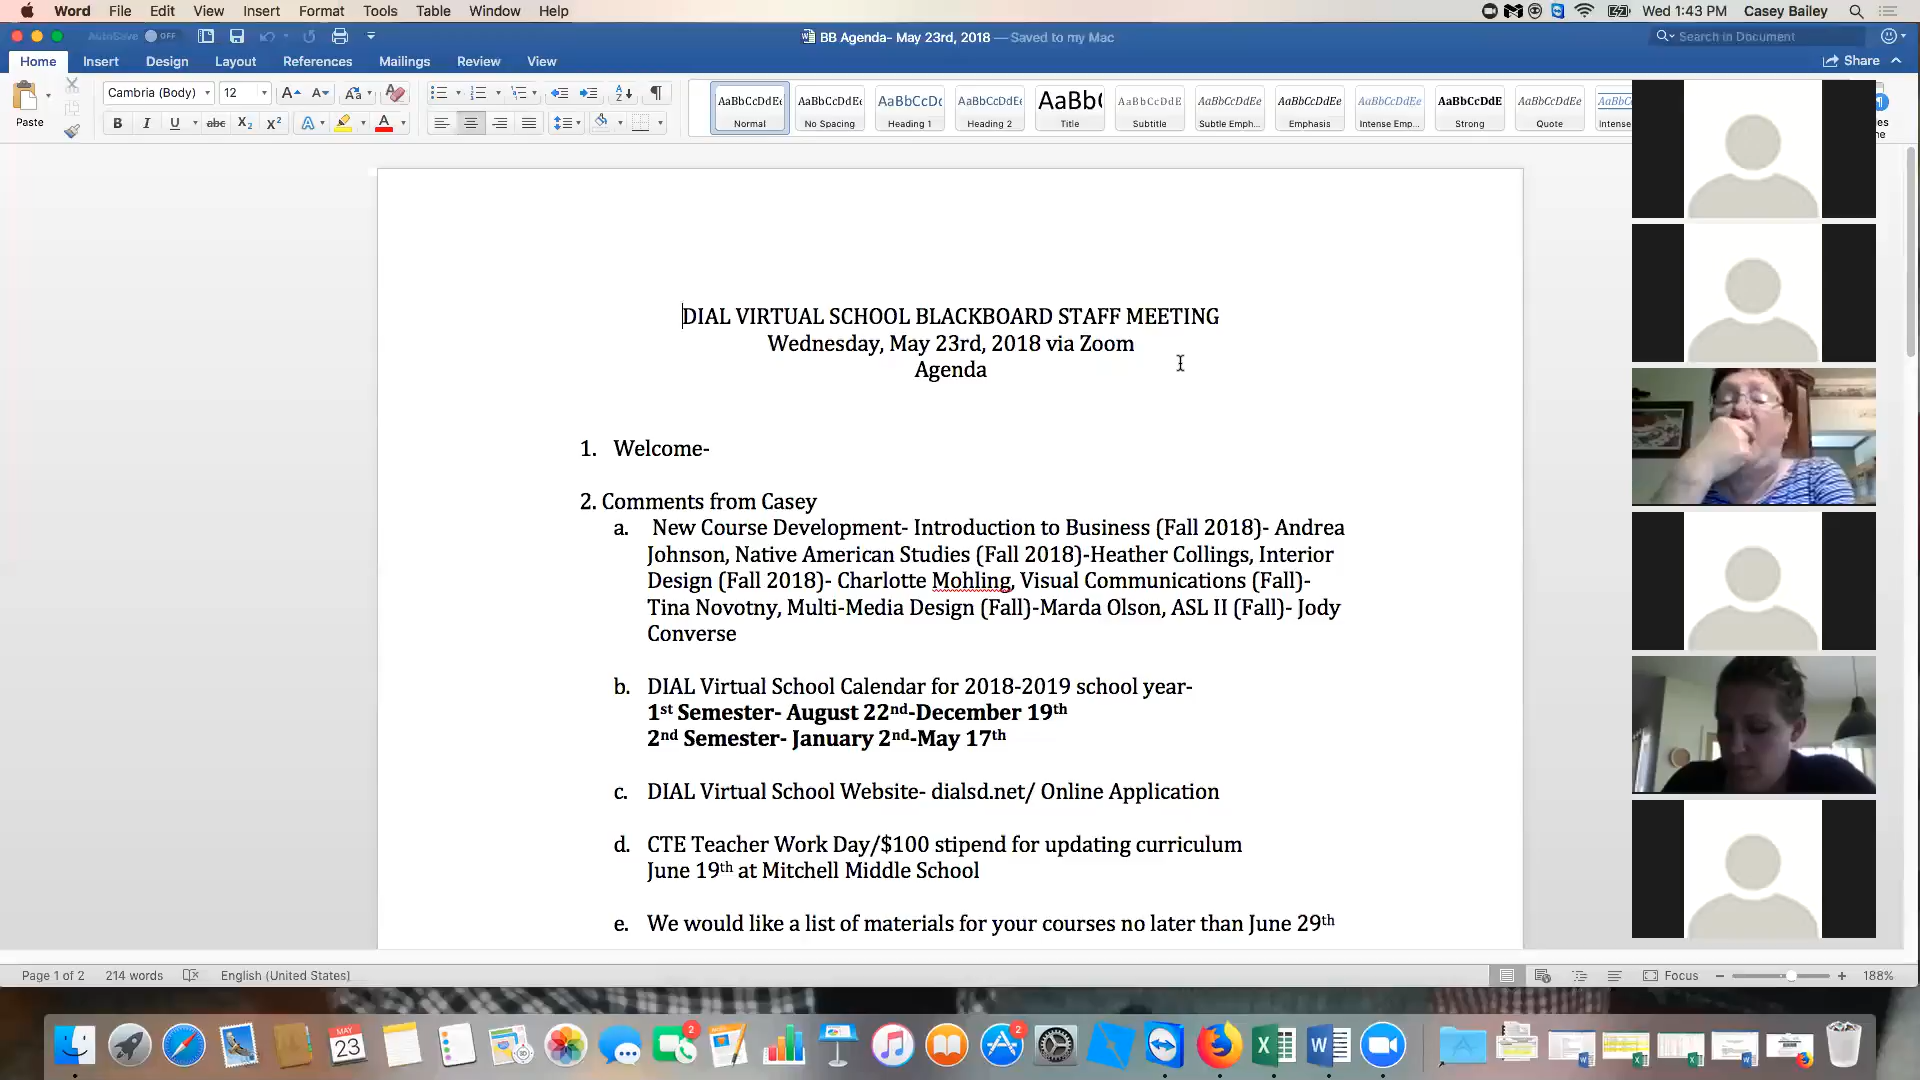 Word File Edit View Insert Format Tools Table Window Help Wed 1:43 PM Casey Bailey
AutoSave OFF BB Agenda- May 23rd, 2018 — Saved to my Mac Search in Document
Home Insert Design Layout References Mailings Review View Share
Cambria (Body) 12
Paste
AaBbCcDdEe AaBbCcDdEe AaBbCcDc AaBbCcDdEe AaBb( AaBbCcDdE AaBbCcDdEe AaBbCcDdEe AaBbCcDdEe AaBbCcDdE AaBbCcDdEe AaBbCc
Normal No Spacing Heading 1 Heading 2 Title Subtitle Subtle Emph... Emphasis Intense Emp... Strong Quote Intens
DIAL VIRTUAL SCHOOL BLACKBOARD STAFF MEETING
Wednesday, May 23rd, 2018 via Zoom
Agenda
1. Welcome-
2. Comments from Casey
a. New Course Development- Introduction to Business (Fall 2018)- Andrea
Johnson, Native American Studies (Fall 2018)-Heather Collings, Interior
Design (Fall 2018)- Charlotte Mohling, Visual Communications (Fall)-
Tina Novotny, Multi-Media Design (Fall)-Marda Olson, ASL II (Fall)- Jody
Converse
b. DIAL Virtual School Calendar for 2018-2019 school year-
1st Semester- August 22nd-December 19th
2nd Semester- January 2nd-May 17th
c. DIAL Virtual School Website- dialsd.net/ Online Application
d. CTE Teacher Work Day/$100 stipend for updating curriculum
June 19th at Mitchell Middle School
e. We would like a list of materials for your courses no later than June 29th
Page 1 of 2 214 words English (United States) Focus 188%
MAY
23
2
2